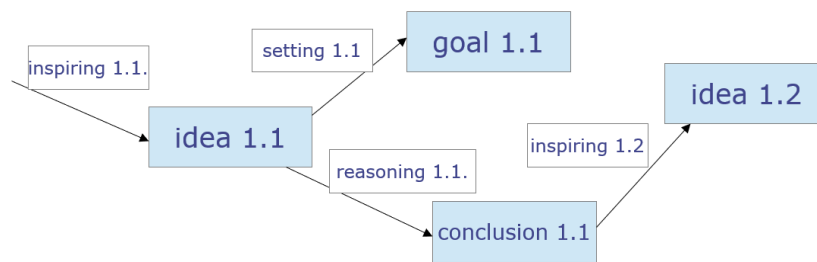 goal 1.1
setting 1.1
inspiring 1.1.
idea 1.2
idea 1.1
inspiring 1.2
reasoning 1.1.
conclusion 1.1